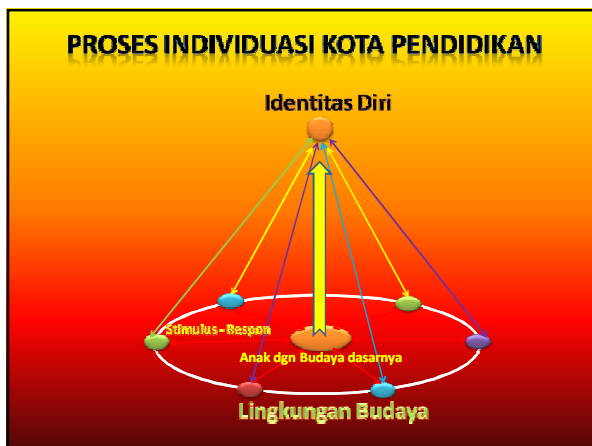 PROSES INDIVIDUASI KOTA PENDIDIKAN
Identitas Diri
Stimulus - Respon
Anak dgn Budaya dasarnya
Lingkungan Budaya